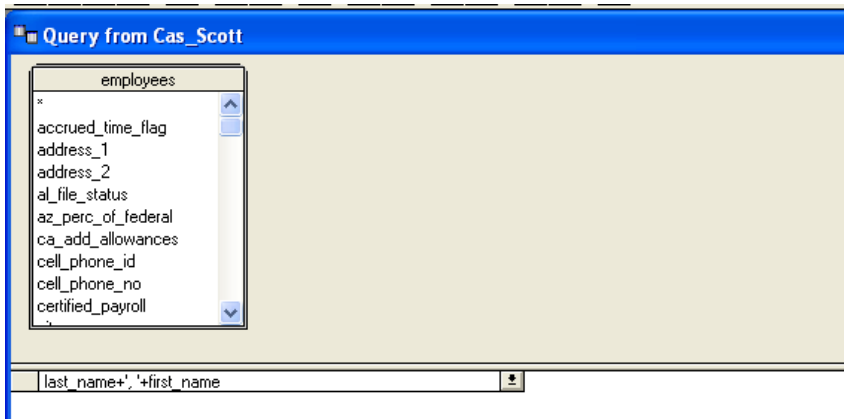 Query from Cas_Scott
employees
*
accrued_time_flag
address_1
address_2
al_file_status
az_perc_of_federal
ca_add_allowances
cell_phone_id
cell_phone_no
certified_payroll
last_name+', '+first_name